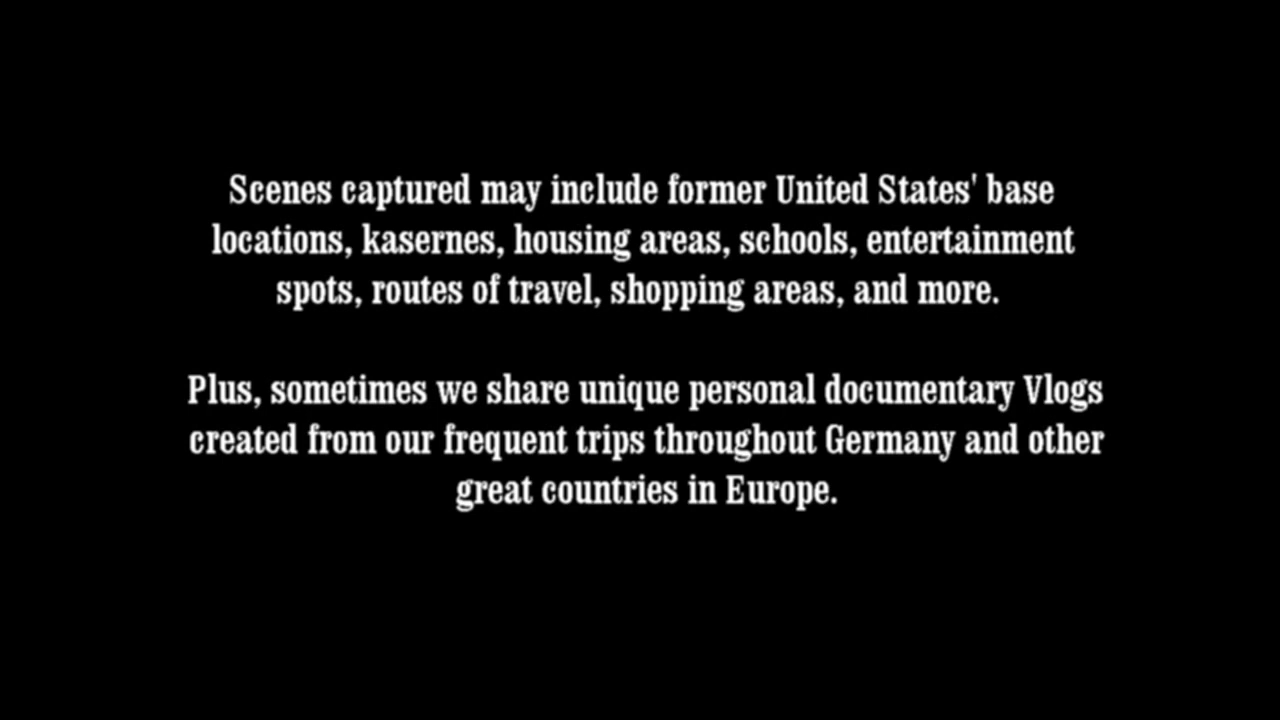 Scenes captured may include former United States' base
locations, kasernes, housing areas, schools, entertainment
spots, routes of travel, shopping areas, and more.
Plus, sometimes we share unique personal documentary Vlogs
created from our frequent trips throughout Germany and other
great countries in Europe.